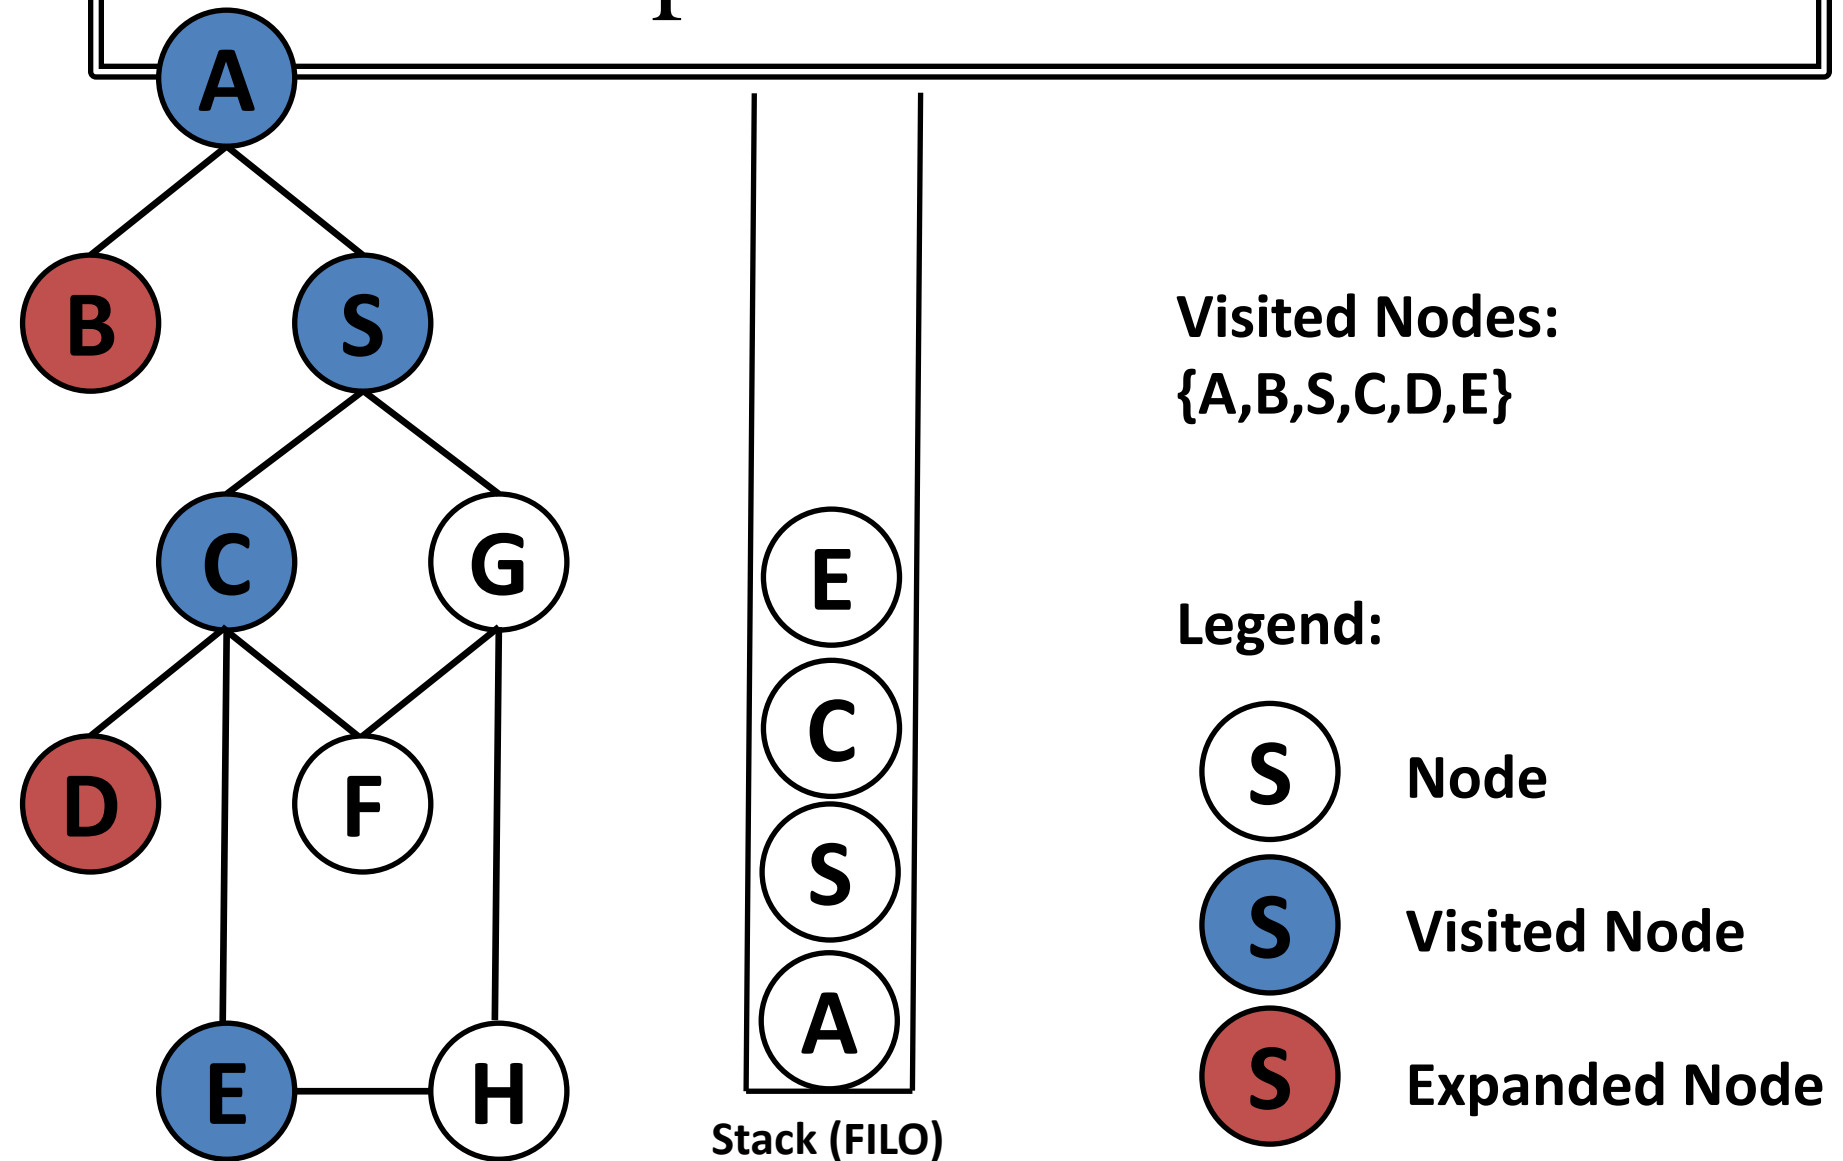 A
B
S
C
G
D
F
E
H
E
C
S
A
Stack (FILO)
Visited Nodes:
{A,B,S,C,D,E}
Legend:
S Node
S Visited Node
S Expanded Node